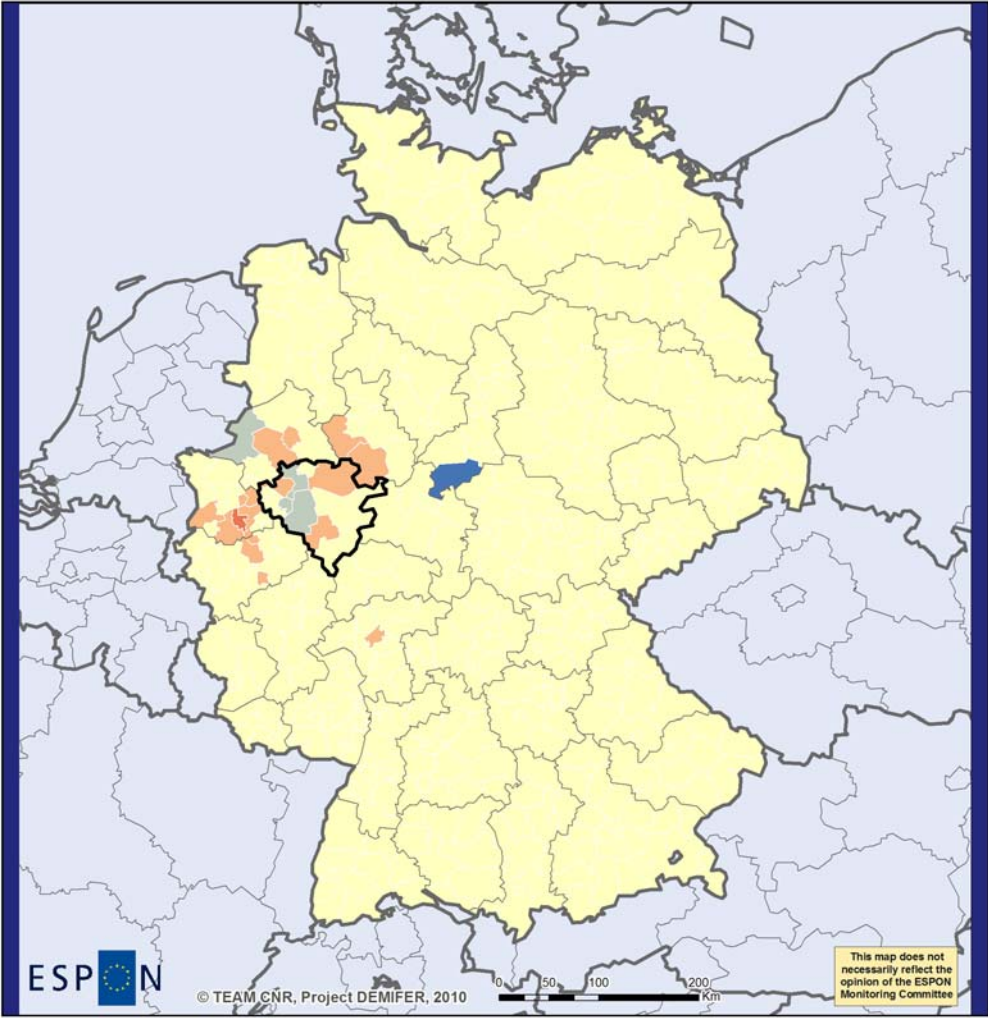 ESPON
© TEAM CNR, Project DEMIFER, 2010
0 50 100 200
Km
This map does not
necessarily reflect the
opinion of the ESPON
Monitoring Committee